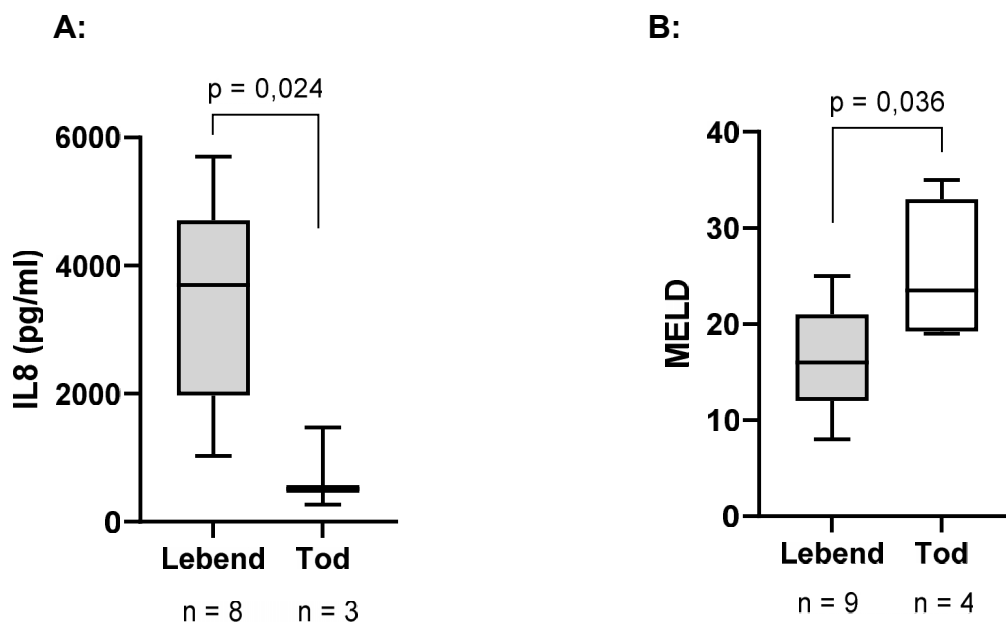 A:
p = 0,024
6000
4000
2000
0
IL8 (pg/ml)
Lebend
Tod
n = 8
n = 3
B:
p = 0,036
40
30
20
10
0
MELD
Lebend
Tod
n = 9
n = 4